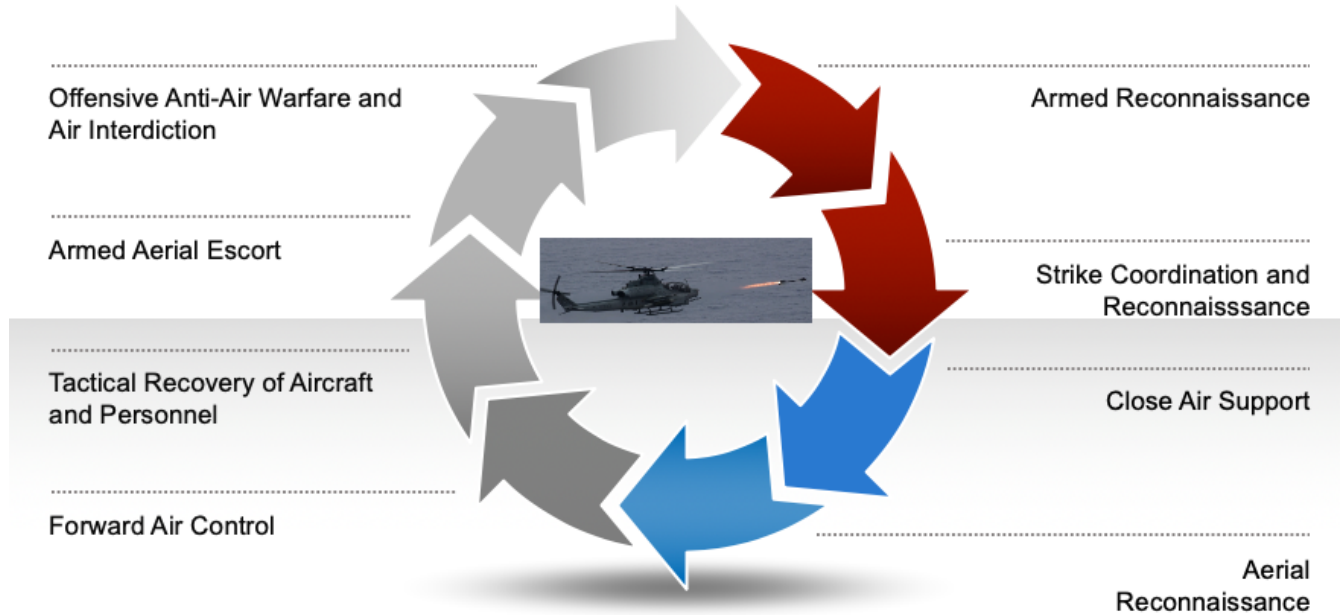 Offensive Anti-Air Warfare and
Air Interdiction
Armed Aerial Escort
Tactical Recovery of Aircraft
and Personnel
Forward Air Control
Armed Reconnaissance
Strike Coordination and
Reconnaisssance
Close Air Support
Aerial
Reconnaissance